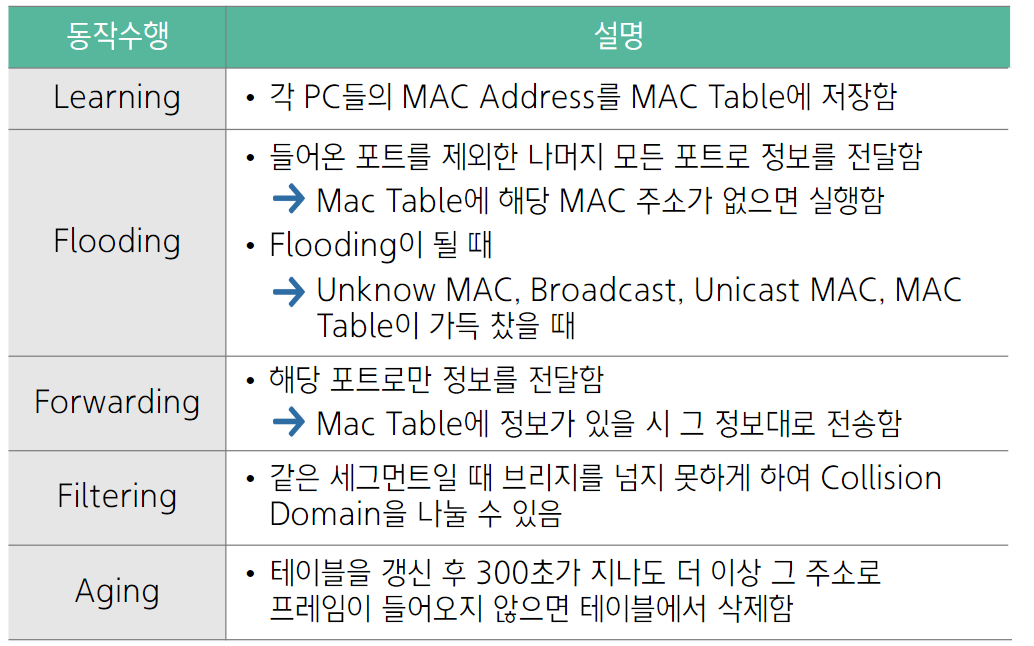 동작수행 설명
Learning • 각 PC들의 MAC Address를 MAC Table에 저장함
Flooding
• 들어온 포트를 제외한 나머지 모든 포트로 정보를 전달함
→ Mac Table에 해당 MAC 주소가 없으면 실행함
• Flooding이 될 때
→ Unknow MAC, Broadcast, Unicast MAC, MAC
Table이 가득 찼을 때
Forwarding
• 해당 포트로만 정보를 전달함
→ Mac Table에 정보가 있을 시 그 정보대로 전송함
Filtering
• 같은 세그먼트일 때 브리지를 넘지 못하게 하여 Collision
Domain을 나눌 수 있음
Aging
• 테이블을 갱신 후 300초가 지나도 더 이상 그 주소로
프레임이 들어오지 않으면 테이블에서 삭제함